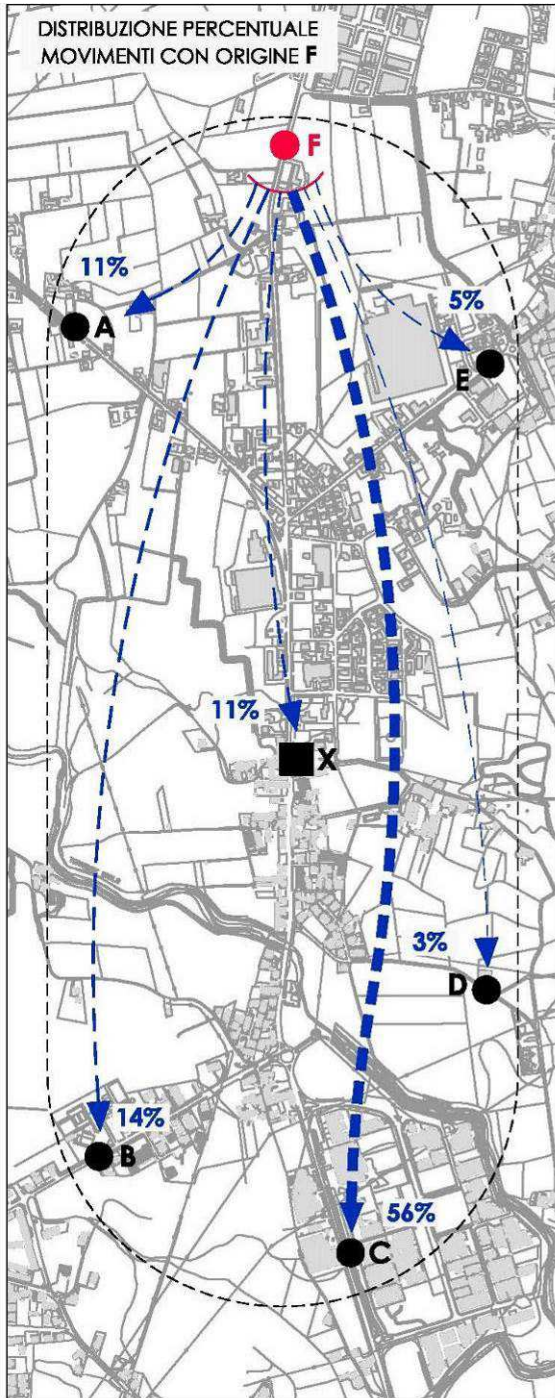 DISTRIBUZIONE PERCENTUALE
MOVIMENTI CON ORIGINE F
F
11%
A
5%
E
11%
X
3%
D
14%
B
56%
C